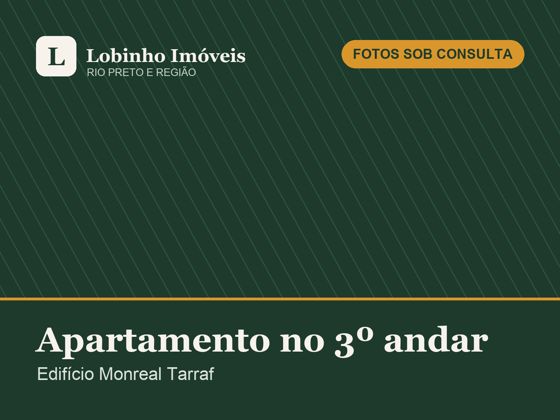 L
Lobinho Imóveis
RIO PRETO E REGIÃO
FOTOS SOB CONSULTA
Apartamento no 3º andar
Edifício Monreal Tarraf